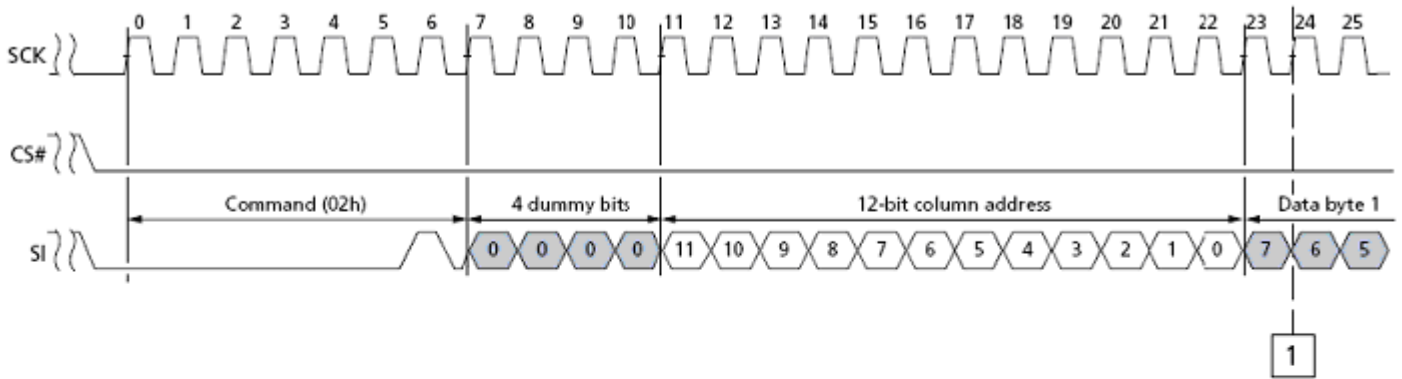 0 1 2 3 4 5 6 7 8 9 10 11 12 13 14 15 16 17 18 19 20 21 22 23 24 25
SCK
CS#
Command (02h) 4 dummy bits 12-bit column address Data byte 1
SI 0 0 0 0 11 10 9 8 7 6 5 4 3 2 1 0 7 6 5
1